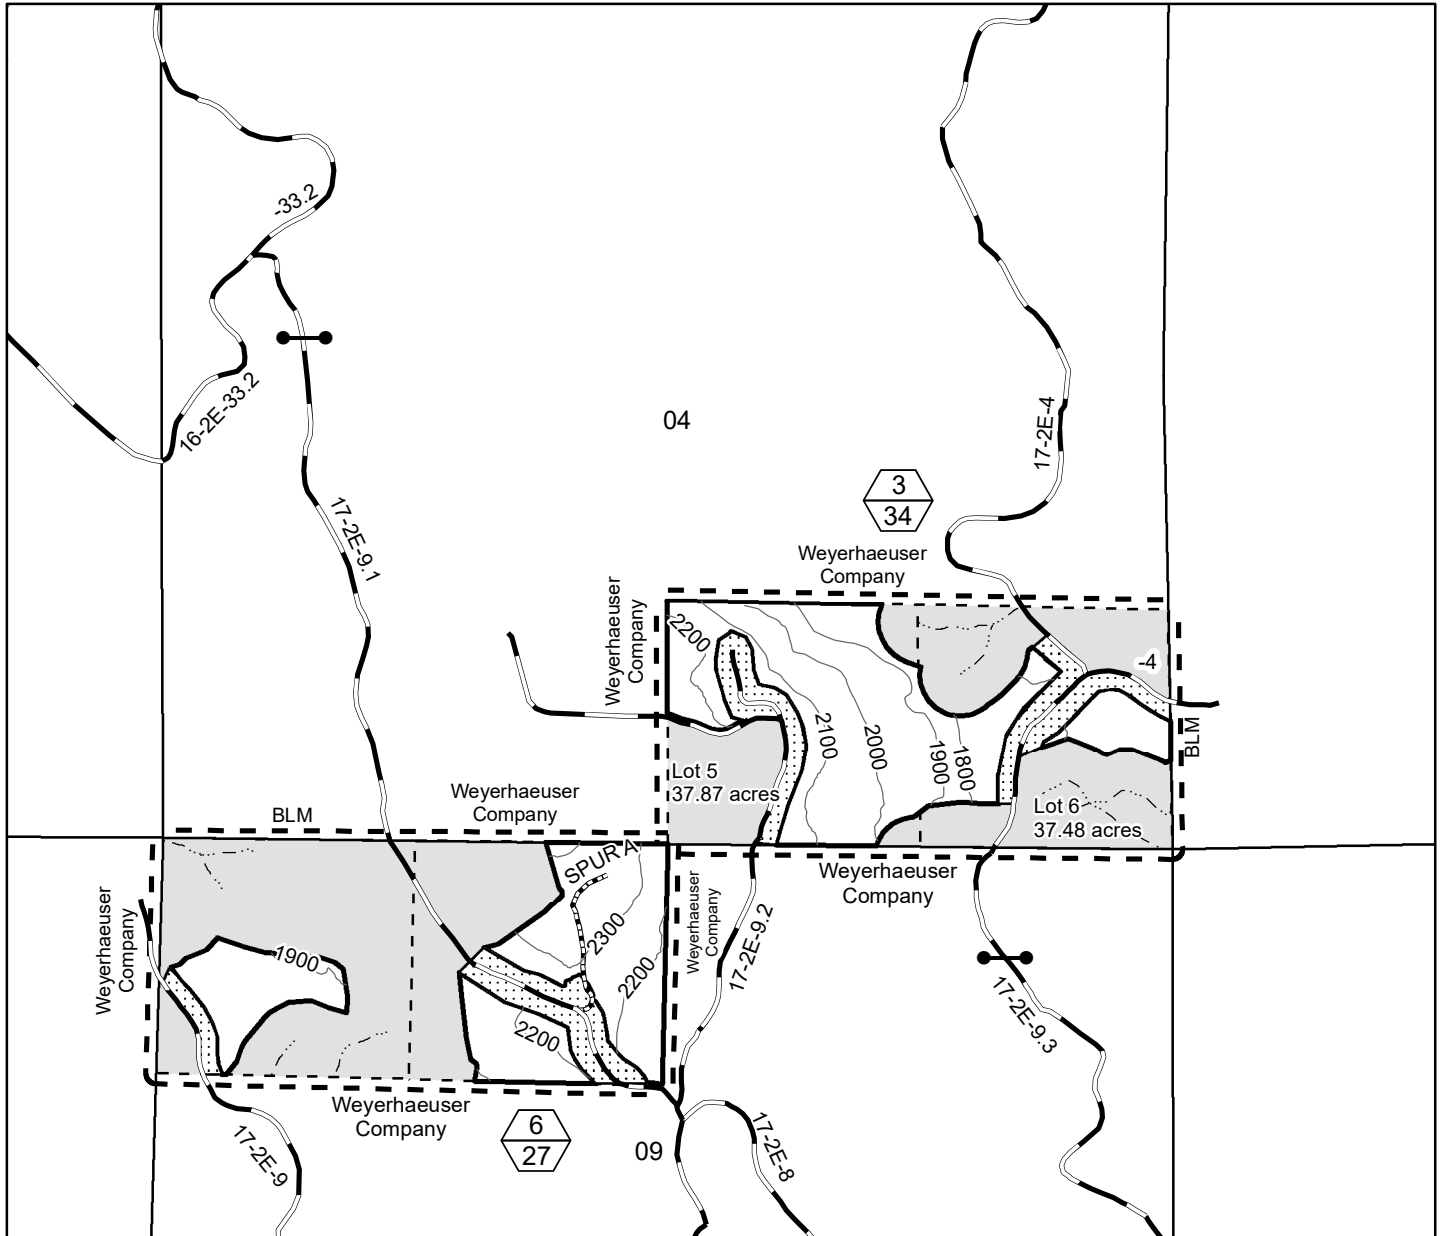 -33.2
16-2E-33.2
04
17-2E-4
3
34
17-2E-9.1
Weyerhaeuser
Company
Weyerhaeuser
Company
2200
-4
2100
2000
1900
1800
BLM
Lot 5
37.87 acres
Lot 6
37.48 acres
BLM
Weyerhaeuser
Company
SPUR A
Weyerhaeuser
Company
Weyerhaeuser
Company
Weyerhaeuser
Company
2300
1900
2200
17-2E-9.2
2200
17-2E-9.3
Weyerhaeuser
Company
6
27
09
17-2E-9
17-2E-8